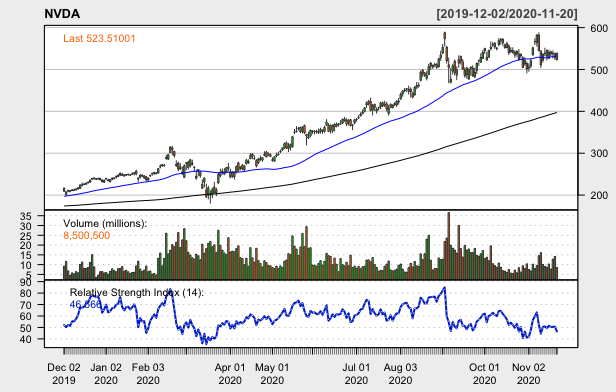 NVDA [2019-12-02/2020-11-20]
Last 523.51001
600
500
400
300
200
Volume (millions):
8,500,500
35
30
25
20
15
10
5
Relative Strength Index (14):
46.366
90
80
70
60
50
40
Dec 02 2019
Jan 02 2020
Feb 03 2020
Apr 01 2020
May 01 2020
Jul 01 2020
Aug 03 2020
Oct 01 2020
Nov 02 2020